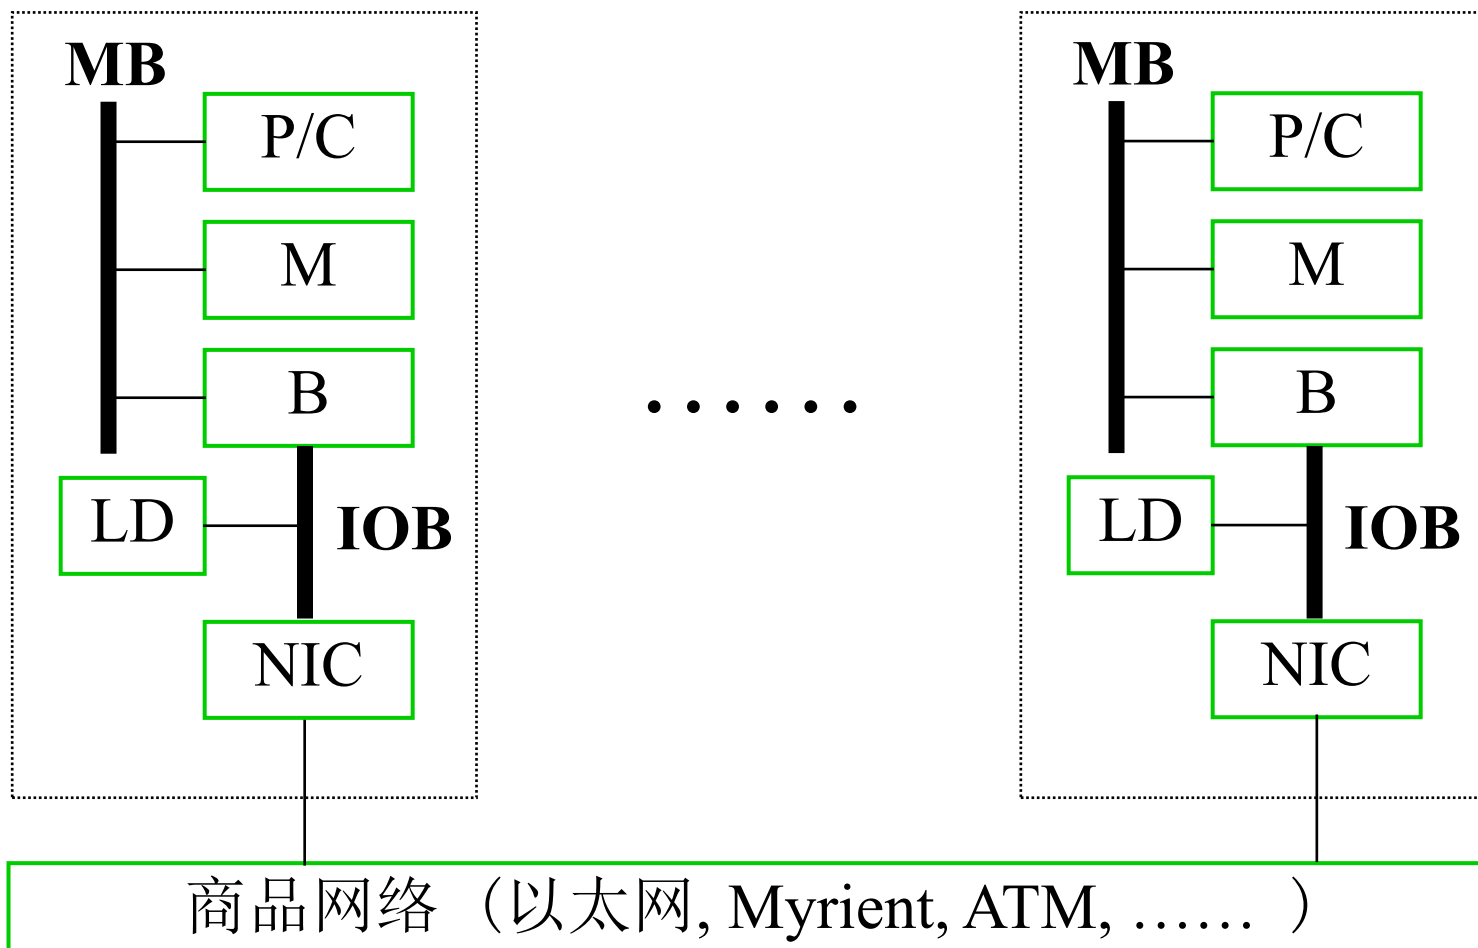 MB
P/C
M
B
LD
IOB
NIC
......
MB
P/C
M
B
LD
IOB
NIC
商品网络（以太网, Myrient, ATM, ……）